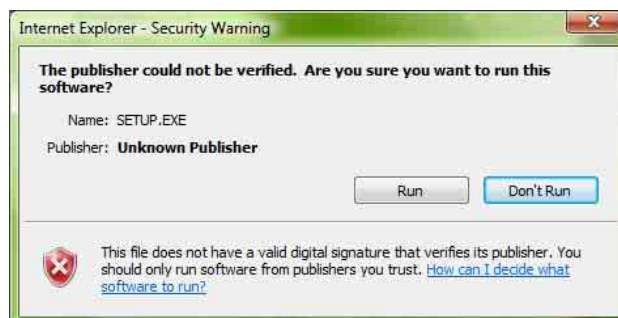 Internet Explorer - Security Warning
The publisher could not be verified.  Are you sure you want to run this
software?
Name: SETUP.EXE
Publisher: Unknown Publisher
Run Don't Run
This file does not have a valid digital signature that verifies its publisher. You
should only run software from publishers you trust. How can I decide what
software to run?